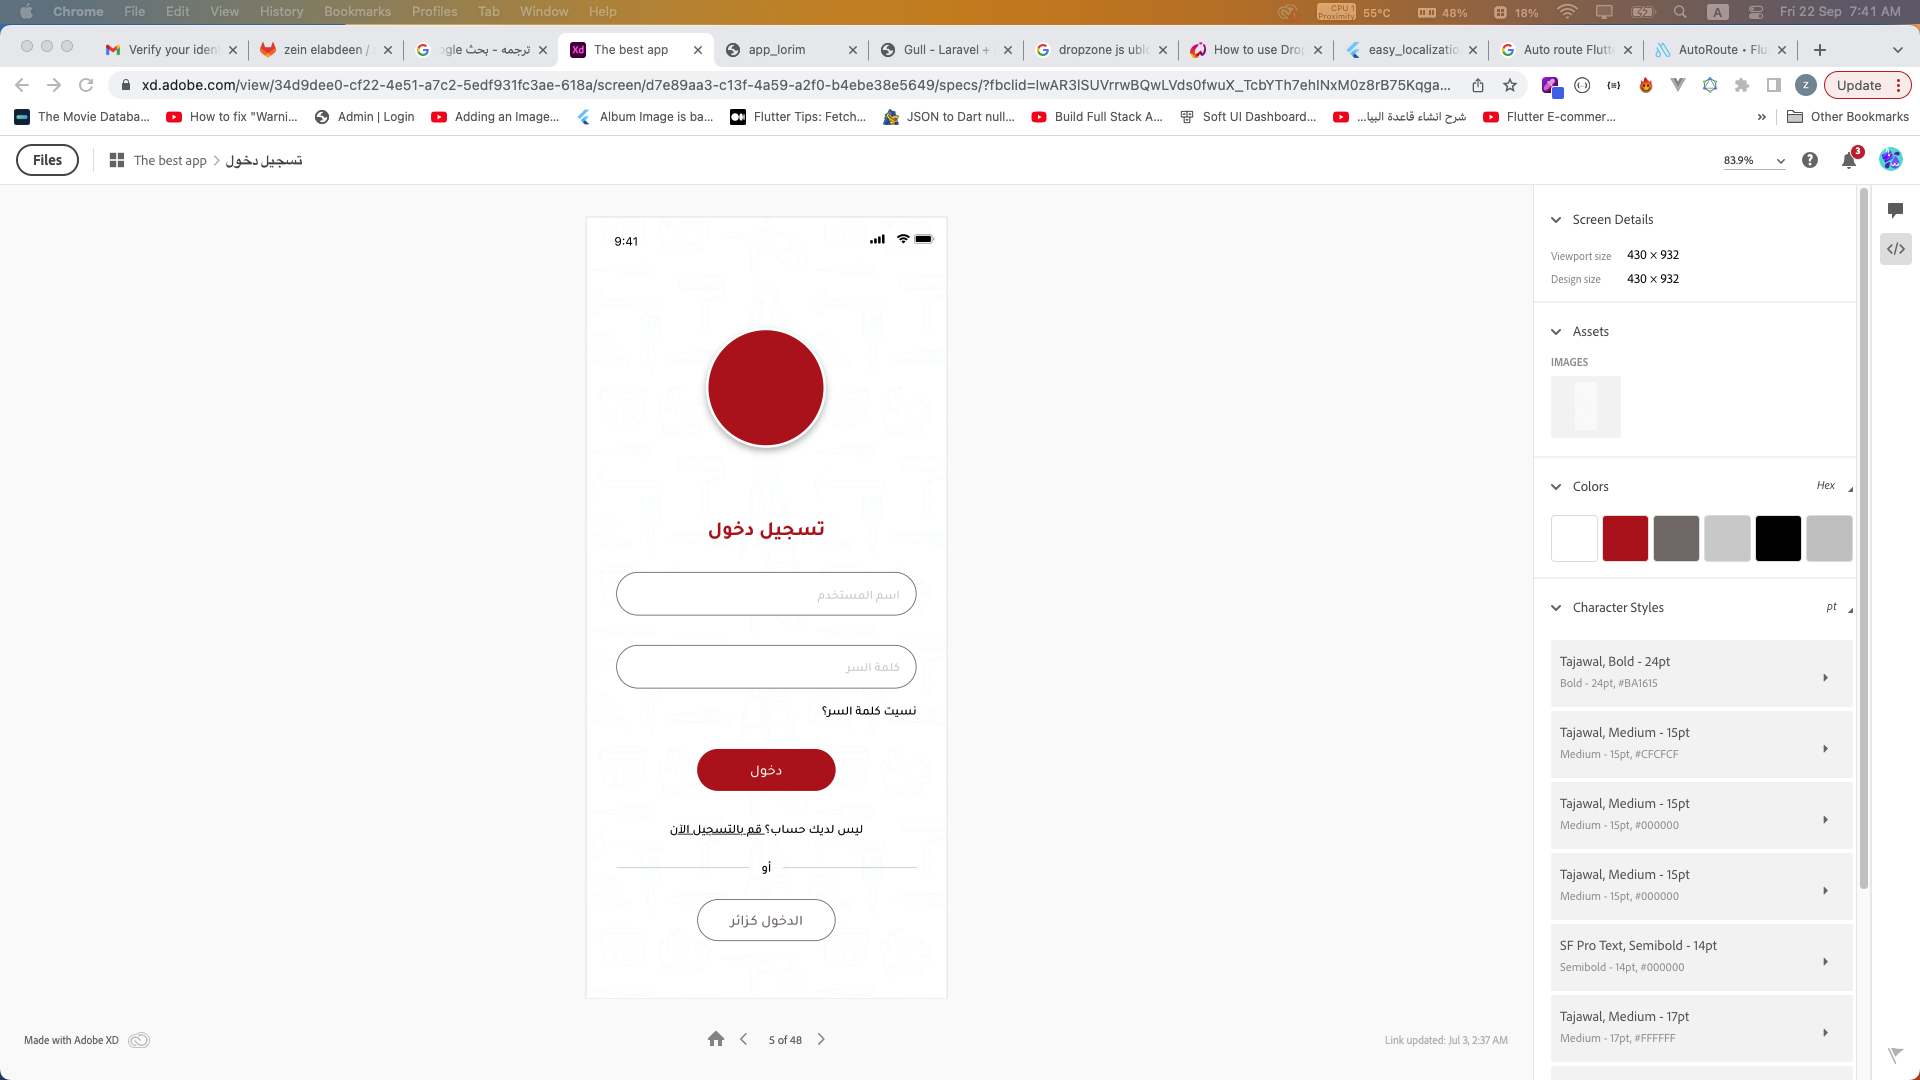 Chrome File Edit View History Bookmarks Profiles Tab Window Help CPU 1 Proximity 55°C 48% 18% A Fri 22 Sep 7:41 AM
Verify your iden zein elabdeen / ترجمه - بحث The best app app_lorim Gull - Laravel + dropzone js uble How to use Drop easy_localizatio Auto route Flutte AutoRoute • Flu
xd.adobe.com/view/34d9dee0-cf22-4e51-a7c2-5edf931fc3ae-618a/screen/d7e89aa3-c13f-4a59-a2f0-b4ebe38e5649/specs/?fbclid=IwAR3ISUVrrwBQwLVds0fwuX_TcbYTh7ehINxM0z8rB75Kqga... z Update
The Movie Databa... How to fix "Warni... Admin | Login Adding an Image... Album Image is ba... Flutter Tips: Fetch... JSON to Dart null... Build Full Stack A... Soft UI Dashboard... شرح انشاء قاعدة البيا... Flutter E-commer... » Other Bookmarks
Files The best app > تسجيل دخول 83.9% 3
9:41
تسجيل دخول
اسم المستخدم
كلمة السر
نسيت كلمة السر؟
دخول
ليس لديك حساب؟ قم بالتسجيل الآن
أو
الدخول كزائر
Screen Details
Viewport size 430 × 932
Design size 430 × 932
Assets
IMAGES
Colors Hex
Character Styles pt
Tajawal, Bold - 24pt
Bold - 24pt, #BA1615
Tajawal, Medium - 15pt
Medium - 15pt, #CFCFCF
Tajawal, Medium - 15pt
Medium - 15pt, #000000
Tajawal, Medium - 15pt
Medium - 15pt, #000000
SF Pro Text, Semibold - 14pt
Semibold - 14pt, #000000
Tajawal, Medium - 17pt
Medium - 17pt, #FFFFFF
Made with Adobe XD 5 of 48 Link updated: Jul 3, 2:37 AM